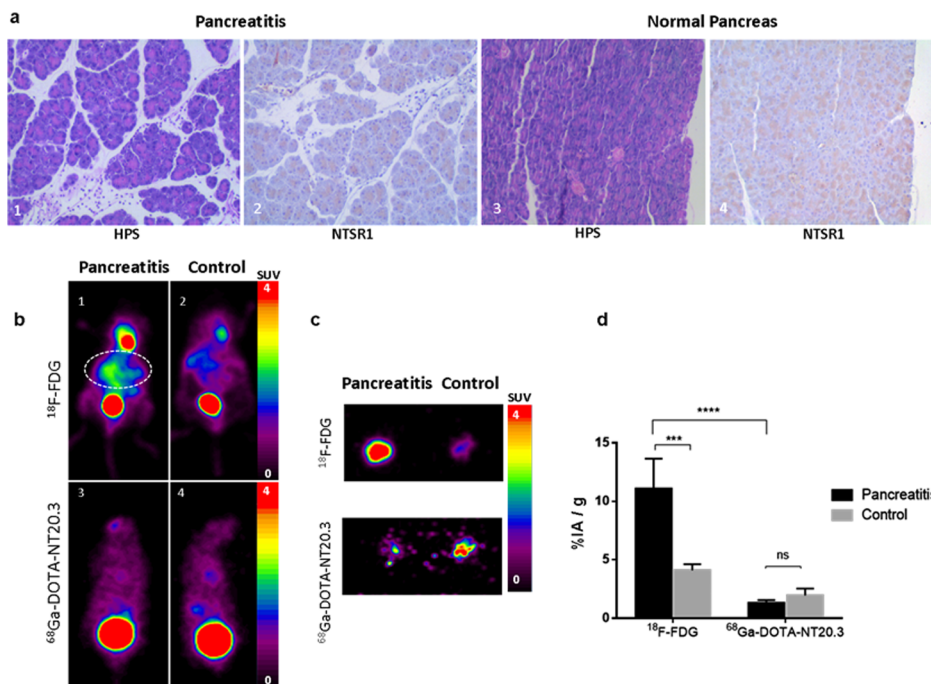 a
Pancreatitis
Normal Pancreas
1
2
3
4
HPS
NTSR1
HPS
NTSR1
b
Pancreatitis
Control
SUV
4
1
2
¹⁸F-FDG
0
3
4
4
⁶⁸Ga-DOTA-NT20.3
0
c
Pancreatitis
Control
SUV
4
¹⁸F-FDG
⁶⁸Ga-DOTA-NT20.3
0
d
****
***
ns
15
10
5
0
%IA / g
¹⁸F-FDG
⁶⁸Ga-DOTA-NT20.3
Pancreatitis
Control